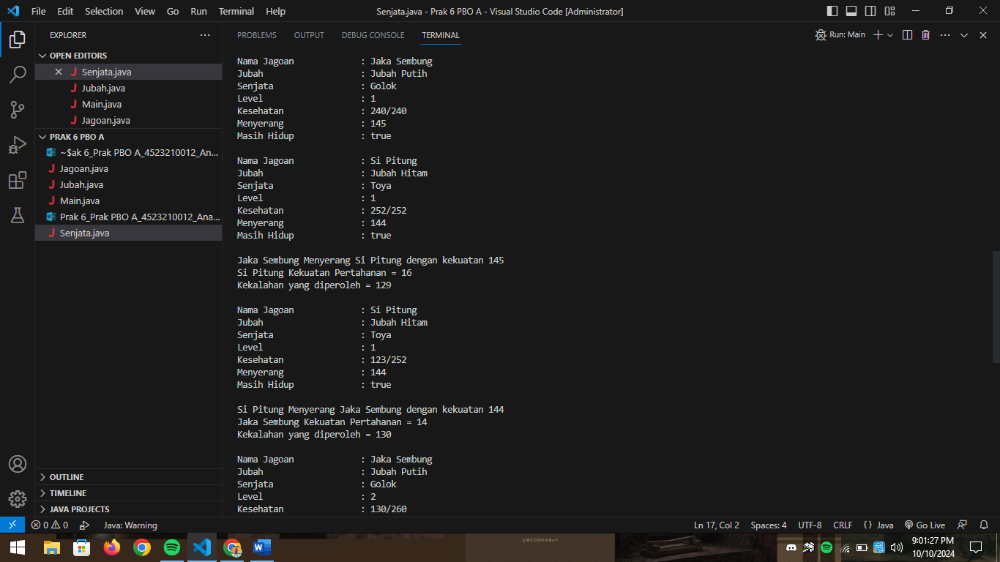 File Edit Selection View Go Run Terminal Help
Senjata.java - Prak 6 PBO A - Visual Studio Code [Administrator]
EXPLORER
OPEN EDITORS
Senjata.java
Jubah.java
Main.java
Jagoan.java
PRAK 6 PBO A
~$ak 6_Prak PBO A_4523210012_An...
Jagoan.java
Jubah.java
Main.java
Prak 6_Prak PBO A_4523210012_Ana...
Senjata.java
OUTLINE
TIMELINE
JAVA PROJECTS
PROBLEMS OUTPUT DEBUG CONSOLE TERMINAL
Run: Main
Nama Jagoan : Jaka Sembung
Jubah : Jubah Putih
Senjata : Golok
Level : 1
Kesehatan : 240/240
Menyerang : 145
Masih Hidup : true
Nama Jagoan : Si Pitung
Jubah : Jubah Hitam
Senjata : Toya
Level : 1
Kesehatan : 252/252
Menyerang : 144
Masih Hidup : true
Jaka Sembung Menyerang Si Pitung dengan kekuatan 145
Si Pitung Kekuatan Pertahanan = 16
Kekalahan yang diperoleh = 129
Nama Jagoan : Si Pitung
Jubah : Jubah Hitam
Senjata : Toya
Level : 1
Kesehatan : 123/252
Menyerang : 144
Masih Hidup : true
Si Pitung Menyerang Jaka Sembung dengan kekuatan 144
Jaka Sembung Kekuatan Pertahanan = 14
Kekalahan yang diperoleh = 130
Nama Jagoan : Jaka Sembung
Jubah : Jubah Putih
Senjata : Golok
Level : 2
Kesehatan : 130/260
0 0 Java: Warning
Ln 17, Col 2 Spaces: 4 UTF-8 CRLF {} Java Go Live
9:01:27 PM
10/10/2024